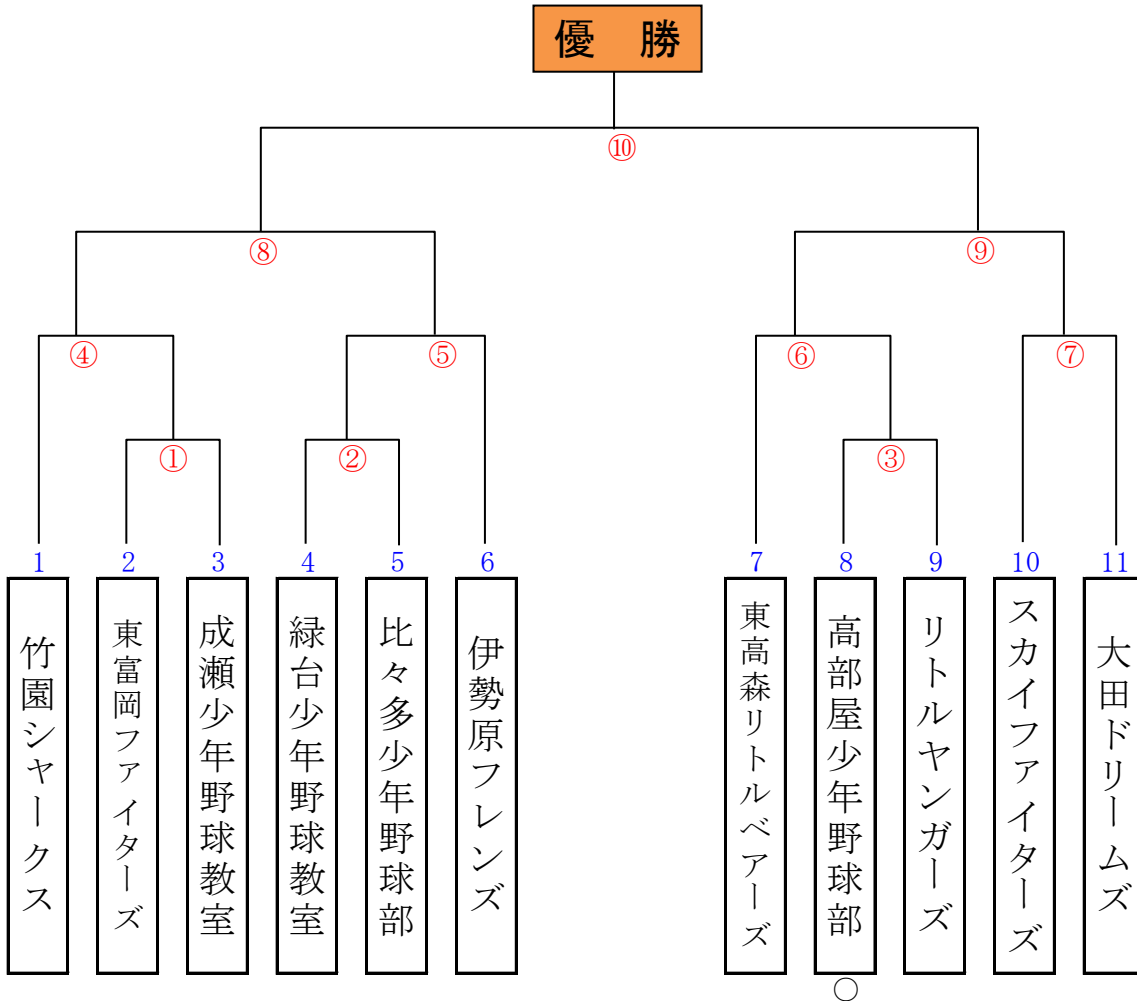 優　勝
⑩
⑧
⑨
④
⑤
⑥
⑦
①
②
③
1
2
3
4
5
6
7
8
9
10
11
竹園シャークス
東富岡ファイターズ
成瀬少年野球教室
緑台少年野球教室
比々多少年野球部
伊勢原フレンズ
東高森リトルベアーズ
高部屋少年野球部
リトルヤンガーズ
スカイファイターズ
大田ドリームズ
○